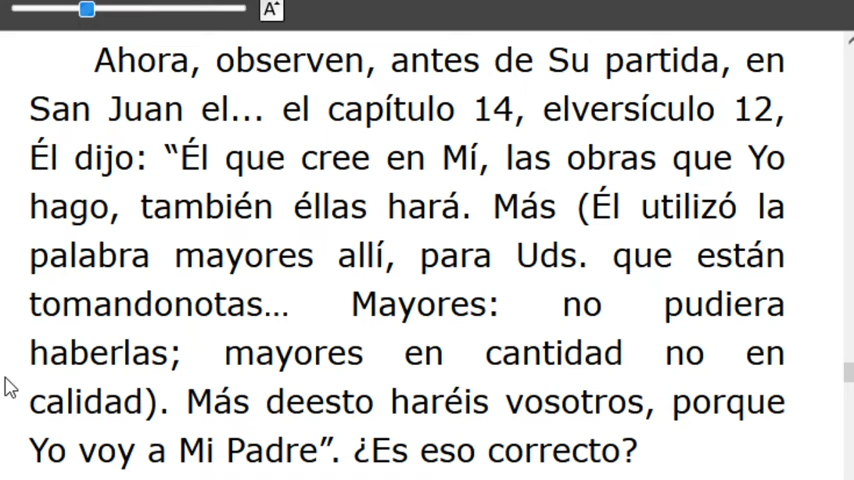 A
Ahora, observen, antes de Su partida, en
San Juan el... el capítulo 14, elversículo 12,
Él dijo: “Él que cree en Mí, las obras que Yo
hago, también éllas hará. Más (Él utilizó la
palabra mayores allí, para Uds. que están
tomandonotas… Mayores: no pudiera
haberlas; mayores en cantidad no en
calidad). Más deesto haréis vosotros, porque
Yo voy a Mi Padre”. ¿Es eso correcto?